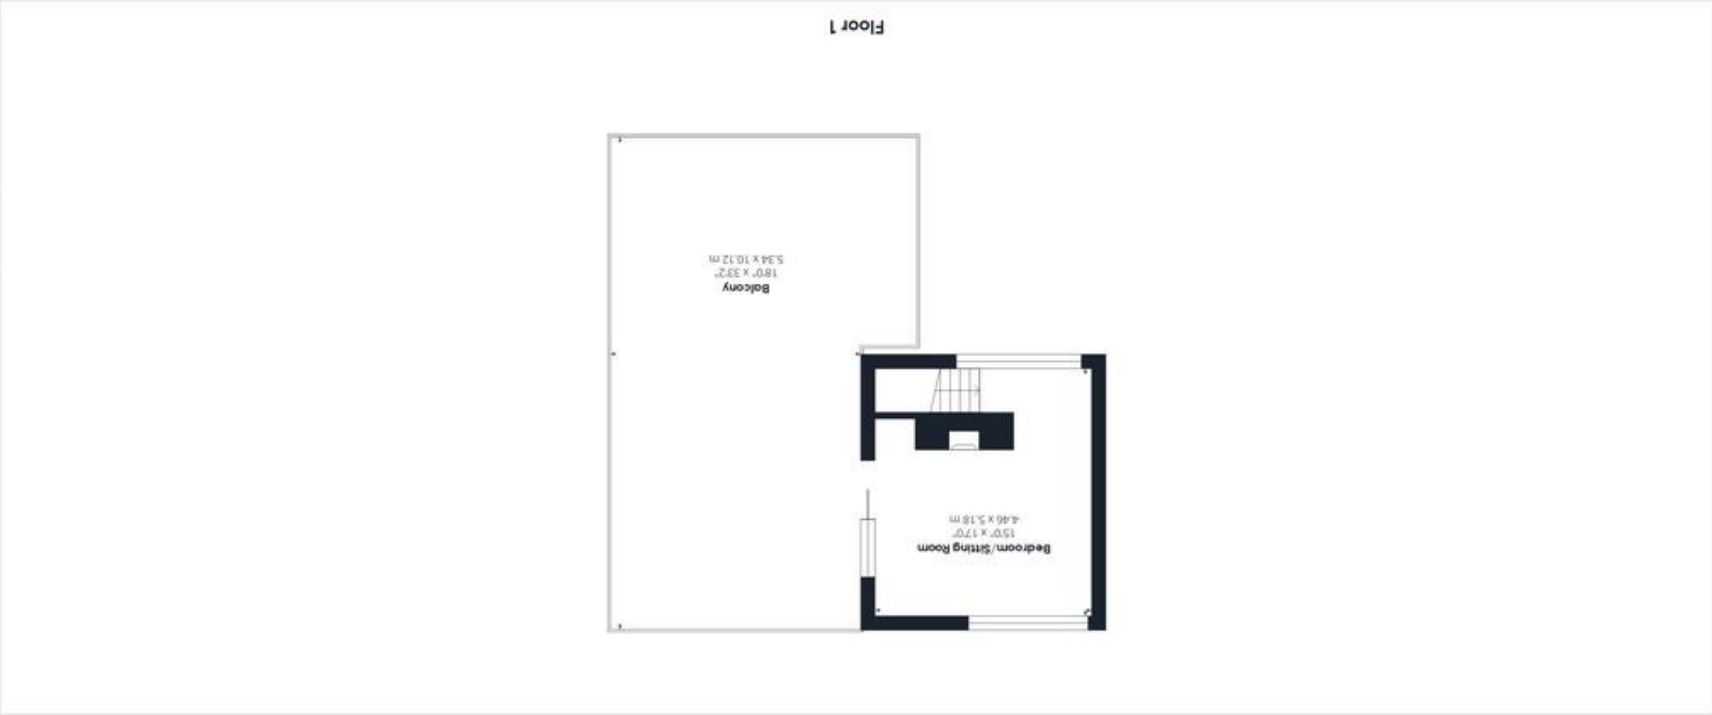 Bedroom/Sitting Room
15'0" x 17'0"
4.46 x 5.18 m
Balcony
18'0" x 33'2"
5.34 x 10.12 m
Floor 1